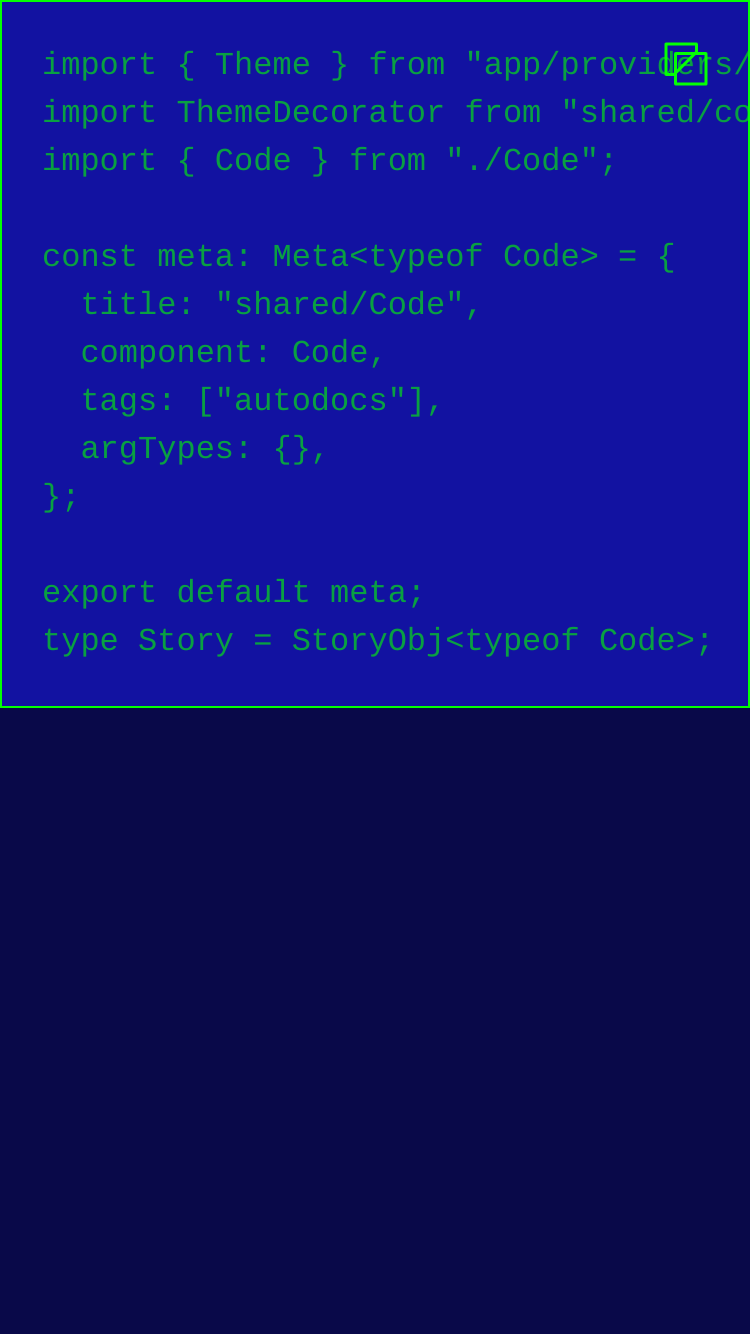 import { Theme } from "app/providers/
import ThemeDecorator from "shared/co
import { Code } from "./Code";

const meta: Meta<typeof Code> = {
  title: "shared/Code",
  component: Code,
  tags: ["autodocs"],
  argTypes: {},
};

export default meta;
type Story = StoryObj<typeof Code>;